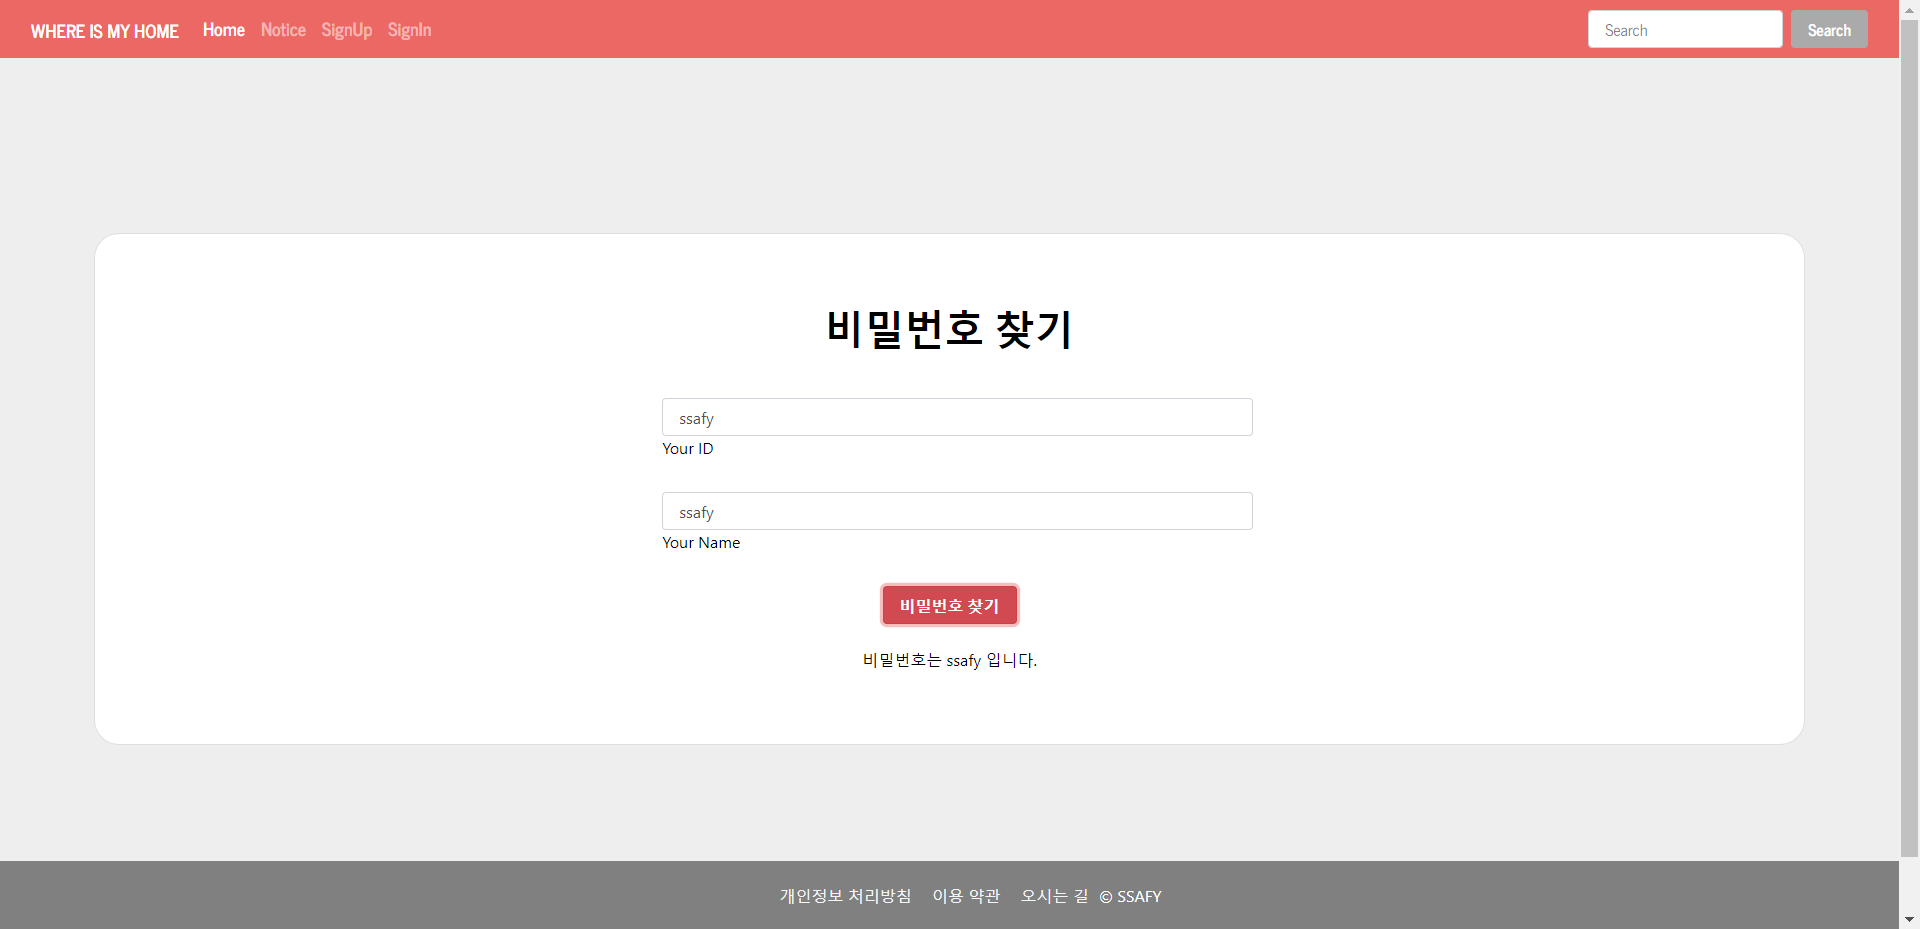 WHERE IS MY HOME Home Notice SignUp SignIn Search Search
비밀번호 찾기
ssafy
Your ID
ssafy
Your Name
비밀번호 찾기
비밀번호는 ssafy 입니다.
개인정보 처리방침 이용 약관 오시는 길 © SSAFY